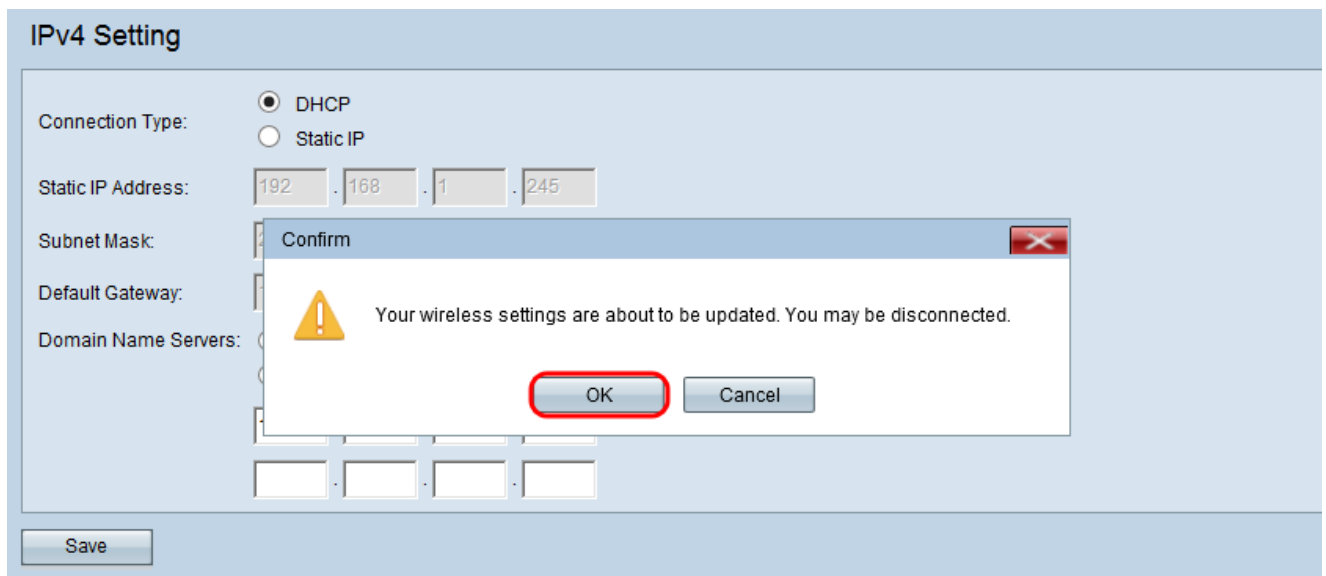 IPv4 Setting
Connection Type:
DHCP
Static IP
Static IP Address: 192 . 168 . 1 . 245
Subnet Mask:
Default Gateway:
Domain Name Servers:
Confirm
Your wireless settings are about to be updated. You may be disconnected.
OK Cancel
. . .
Save